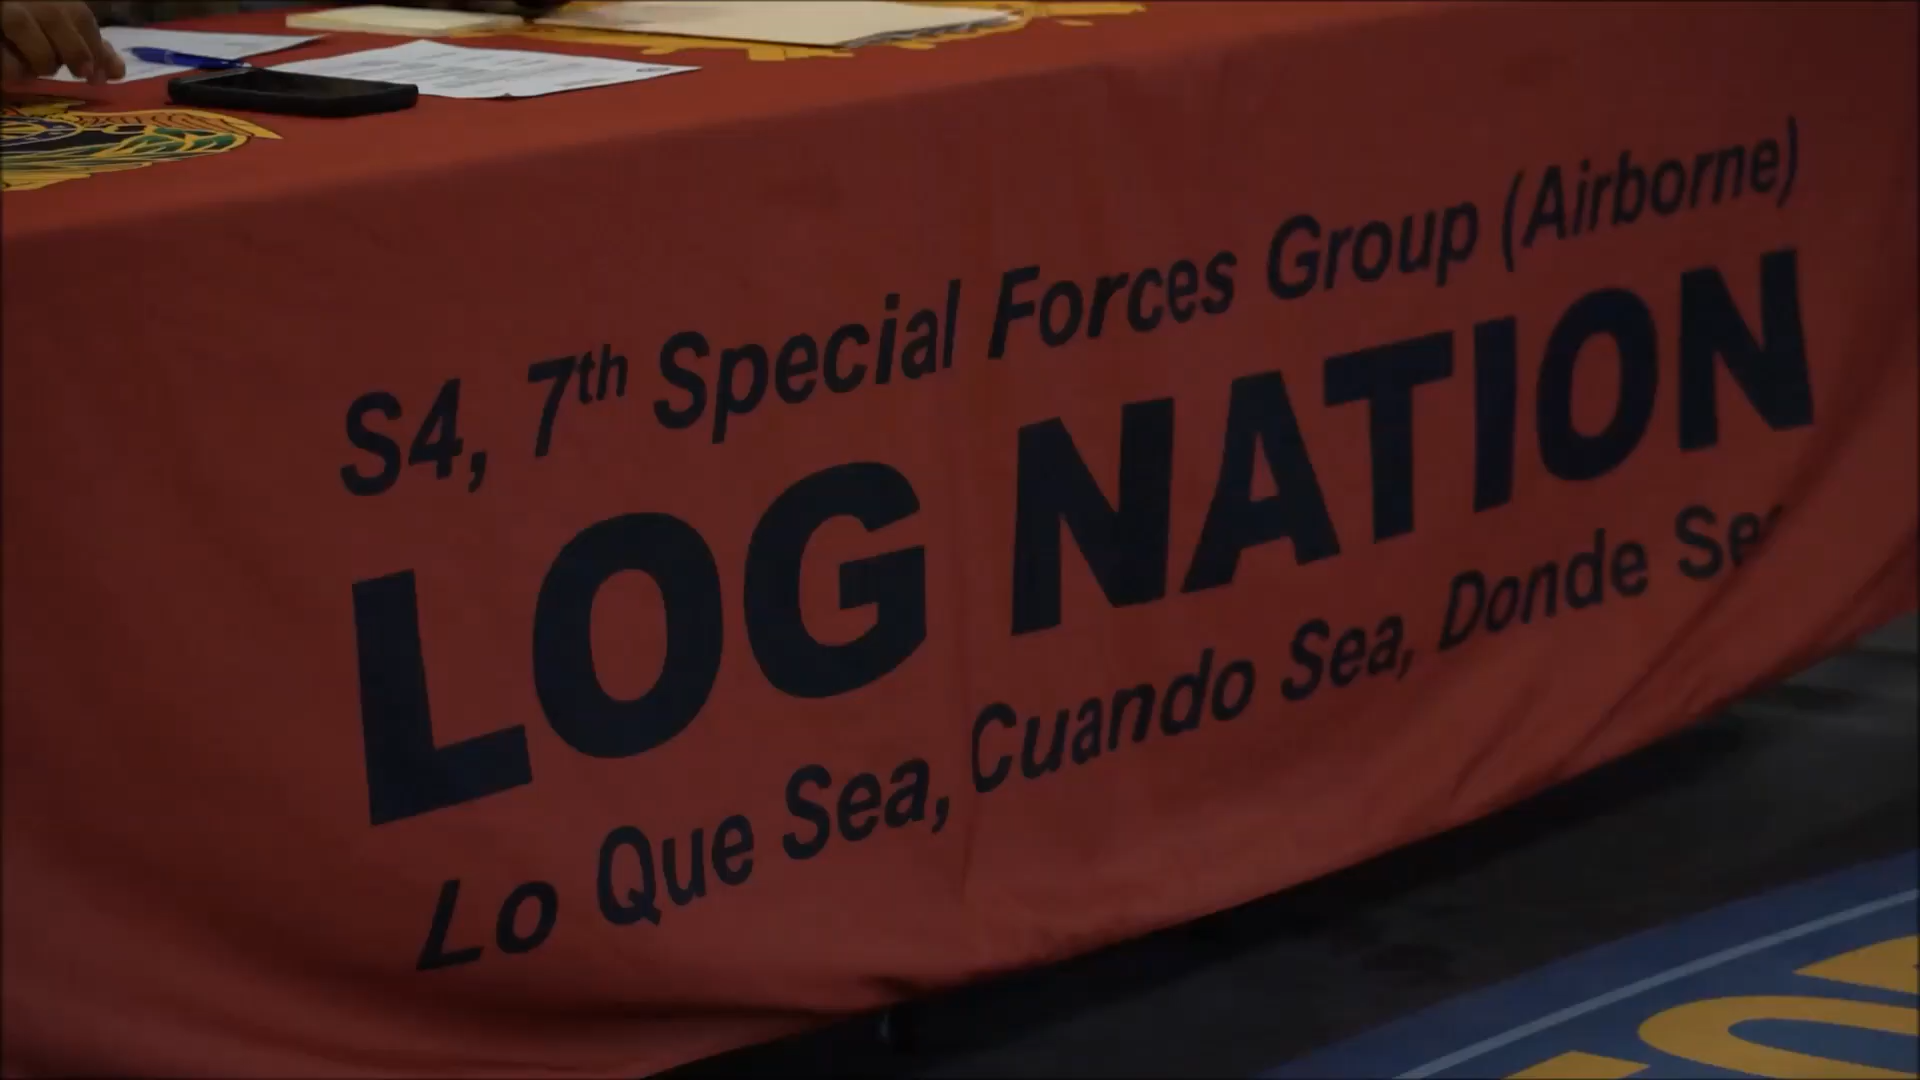 S4, 7th Special Forces Group (Airborne)
LOG NATION
Lo Que Sea, Cuando Sea, Donde